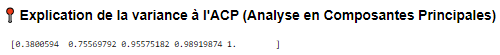 Explication de la variance à l'ACP (Analyse en Composantes Principales)
[0.3800594 0.75569792 0.95575182 0.98919874 1. ]